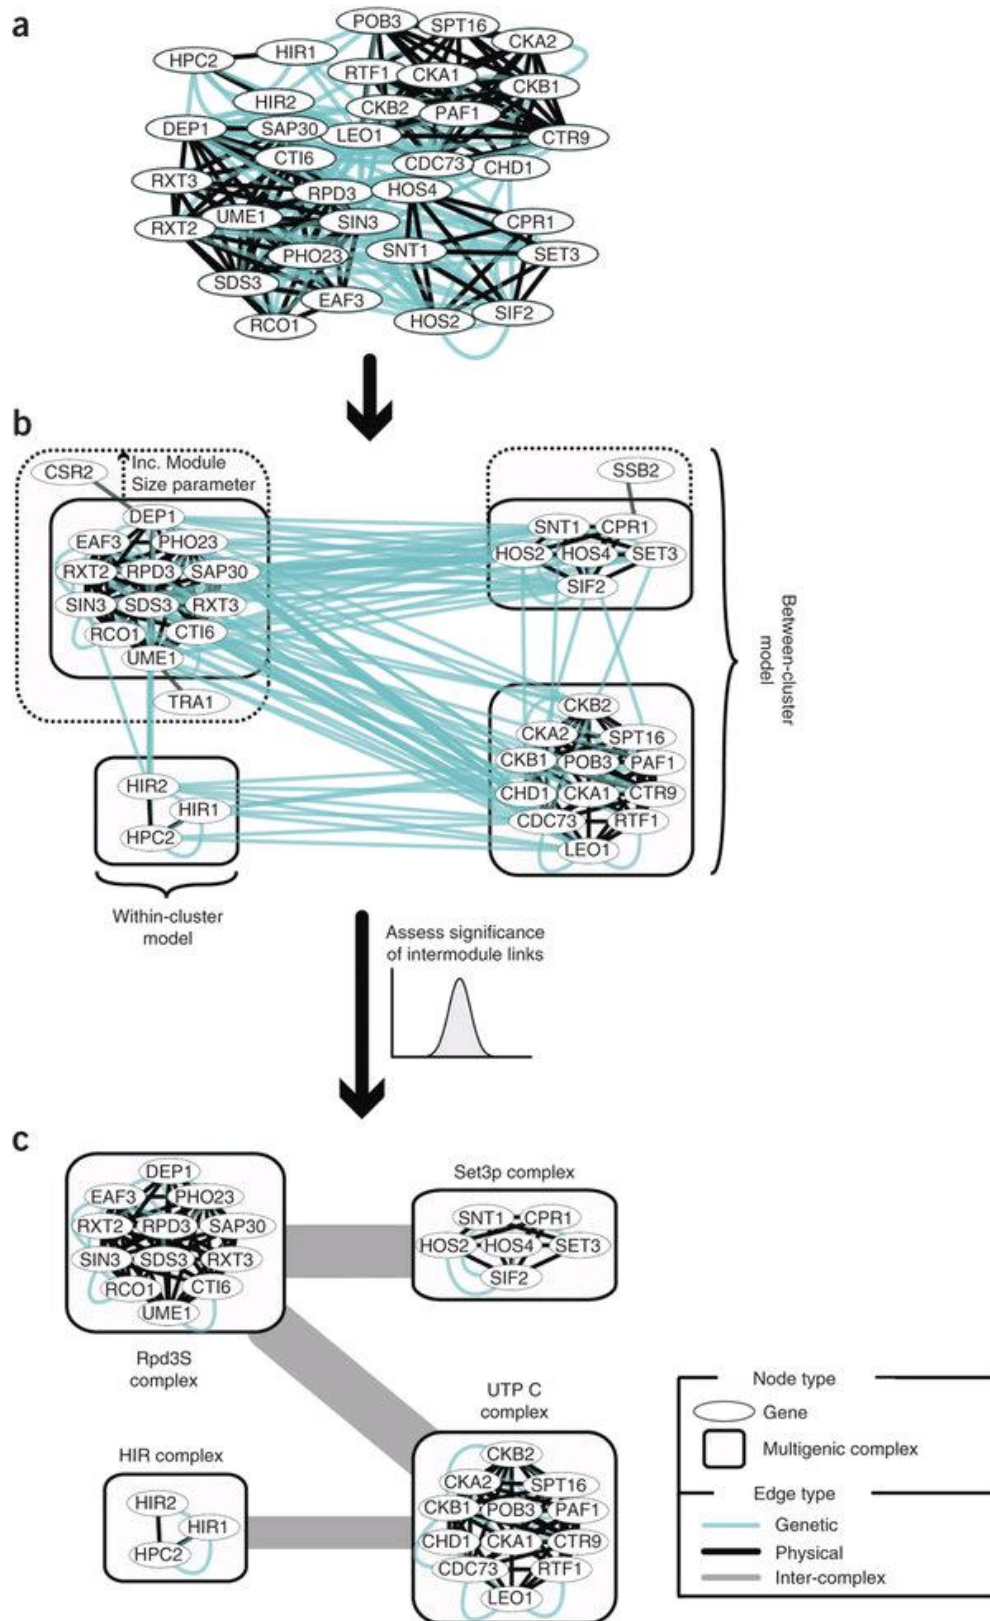 a
POB3 SPT16
CKA2
HPC2 HIR1
RTF1 CKA1
CKB1
HIR2 CKB2 PAF1
DEP1 SAP30 LEO1 CTR9
CTI6 CDC73 CHD1
RXT3 RPD3 HOS4
RXT2 UME1 SIN3 CPR1
PHO23 SNT1 SET3
SDS3
EAF3
RCO1 HOS2 SIF2
b
CSR2
Inc. Module
Size parameter
DEP1
EAF3 PHO23
RXT2 RPD3 SAP30
SIN3 SDS3 RXT3
RCO1 CTI6
UME1
TRA1
SSB2
SNT1 CPR1
HOS2 HOS4 SET3
SIF2
CKB2
CKA2 SPT16
CKB1 POB3 PAF1
CHD1 CKA1 CTR9
CDC73 RTF1
LEO1
Between-cluster
model
HIR2
HIR1
HPC2
Within-cluster
model
Assess significance
of intermodule links
c
DEP1
EAF3 PHO23
RXT2 RPD3 SAP30
SIN3 SDS3 RXT3
RCO1 CTI6
UME1
Rpd3S
complex
Set3p complex
SNT1 CPR1
HOS2 HOS4 SET3
SIF2
HIR complex
HIR2
HIR1
HPC2
UTP C
complex
CKB2
CKA2 SPT16
CKB1 POB3 PAF1
CHD1 CKA1 CTR9
CDC73 RTF1
LEO1
Node type
Gene
Multigenic complex
Edge type
Genetic
Physical
Inter-complex